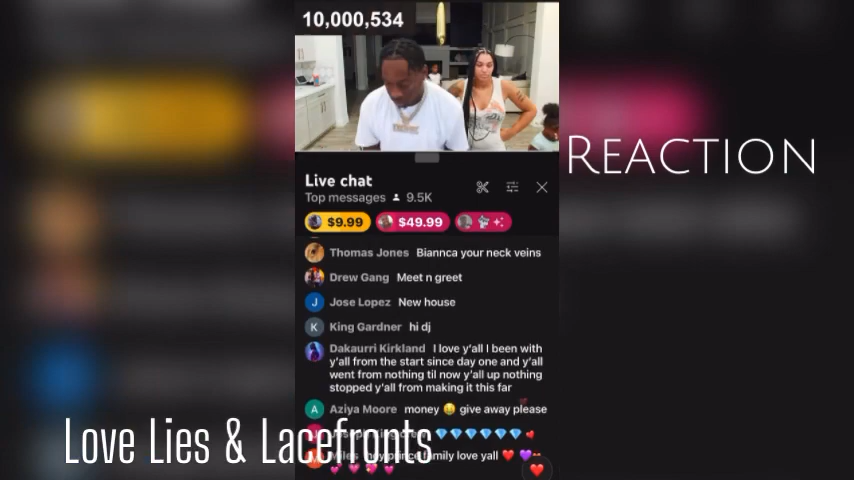 10,000,534
REACTION
Live chat
Top messages 9.5K
$9.99 $49.99
Thomas Jones Biannca your neck veins
Drew Gang Meet n greet
J Jose Lopez New house
K King Gardner hi dj
Dakaurri Kirkland I love y'all I been with
y'all from the start since day one and y'all
went from nothing til now y'all up nothing
stopped y'all from making it this far
A Aziya Moore money 🤑 give away please
💎💎💎💎💎💎
Love Lies & Lacefronts
family love yall